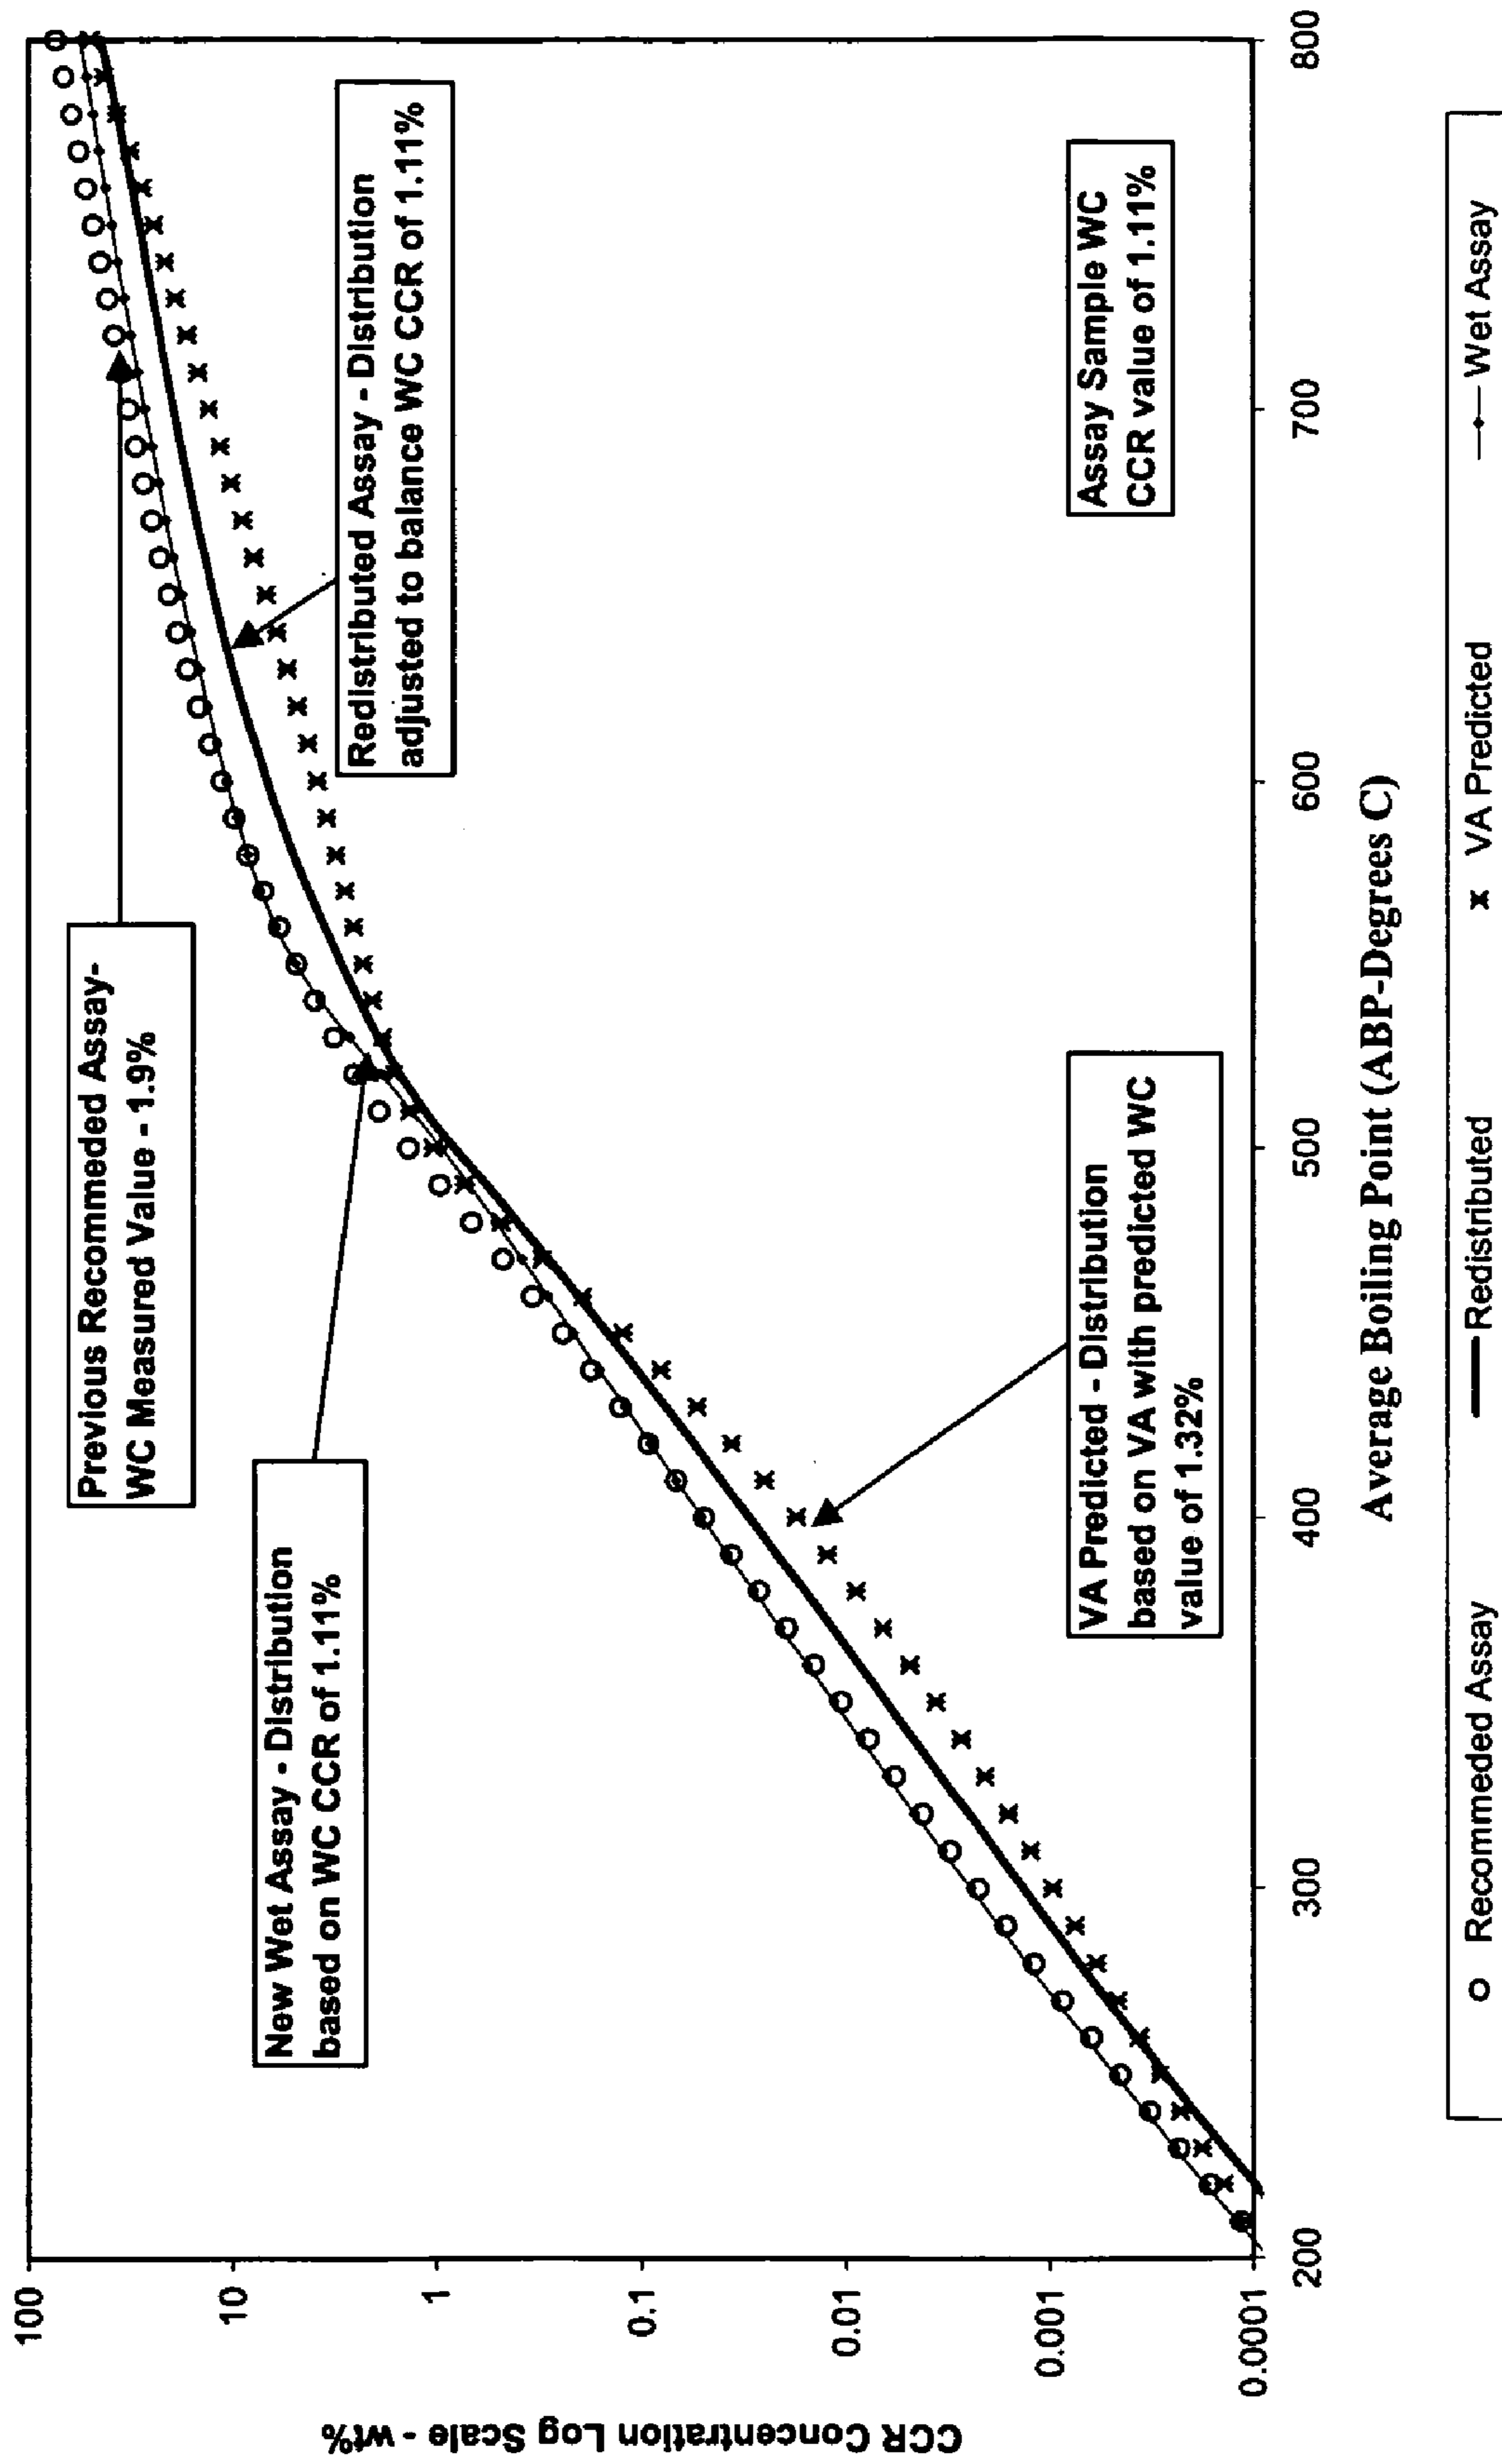 CCR Concentration Log Scale - wt%
100
10
1
0.1
0.01
0.001
0.0001
Previous Recommeded Assay-
WC Measured Value - 1.9%
New Wet Assay - Distribution
based on WC CCR of 1.11%
Redistributed Assay - Distribution
adjusted to balance WC CCR of 1.11%
VA Predicted - Distribution
based on VA with predicted WC
value of 1.32%
Assay Sample WC
CCR value of 1.11%
200
300
400
500
600
700
800
Average Boiling Point (ABP-Degrees C)
Recommeded Assay
Redistributed
VA Predicted
Wet Assay